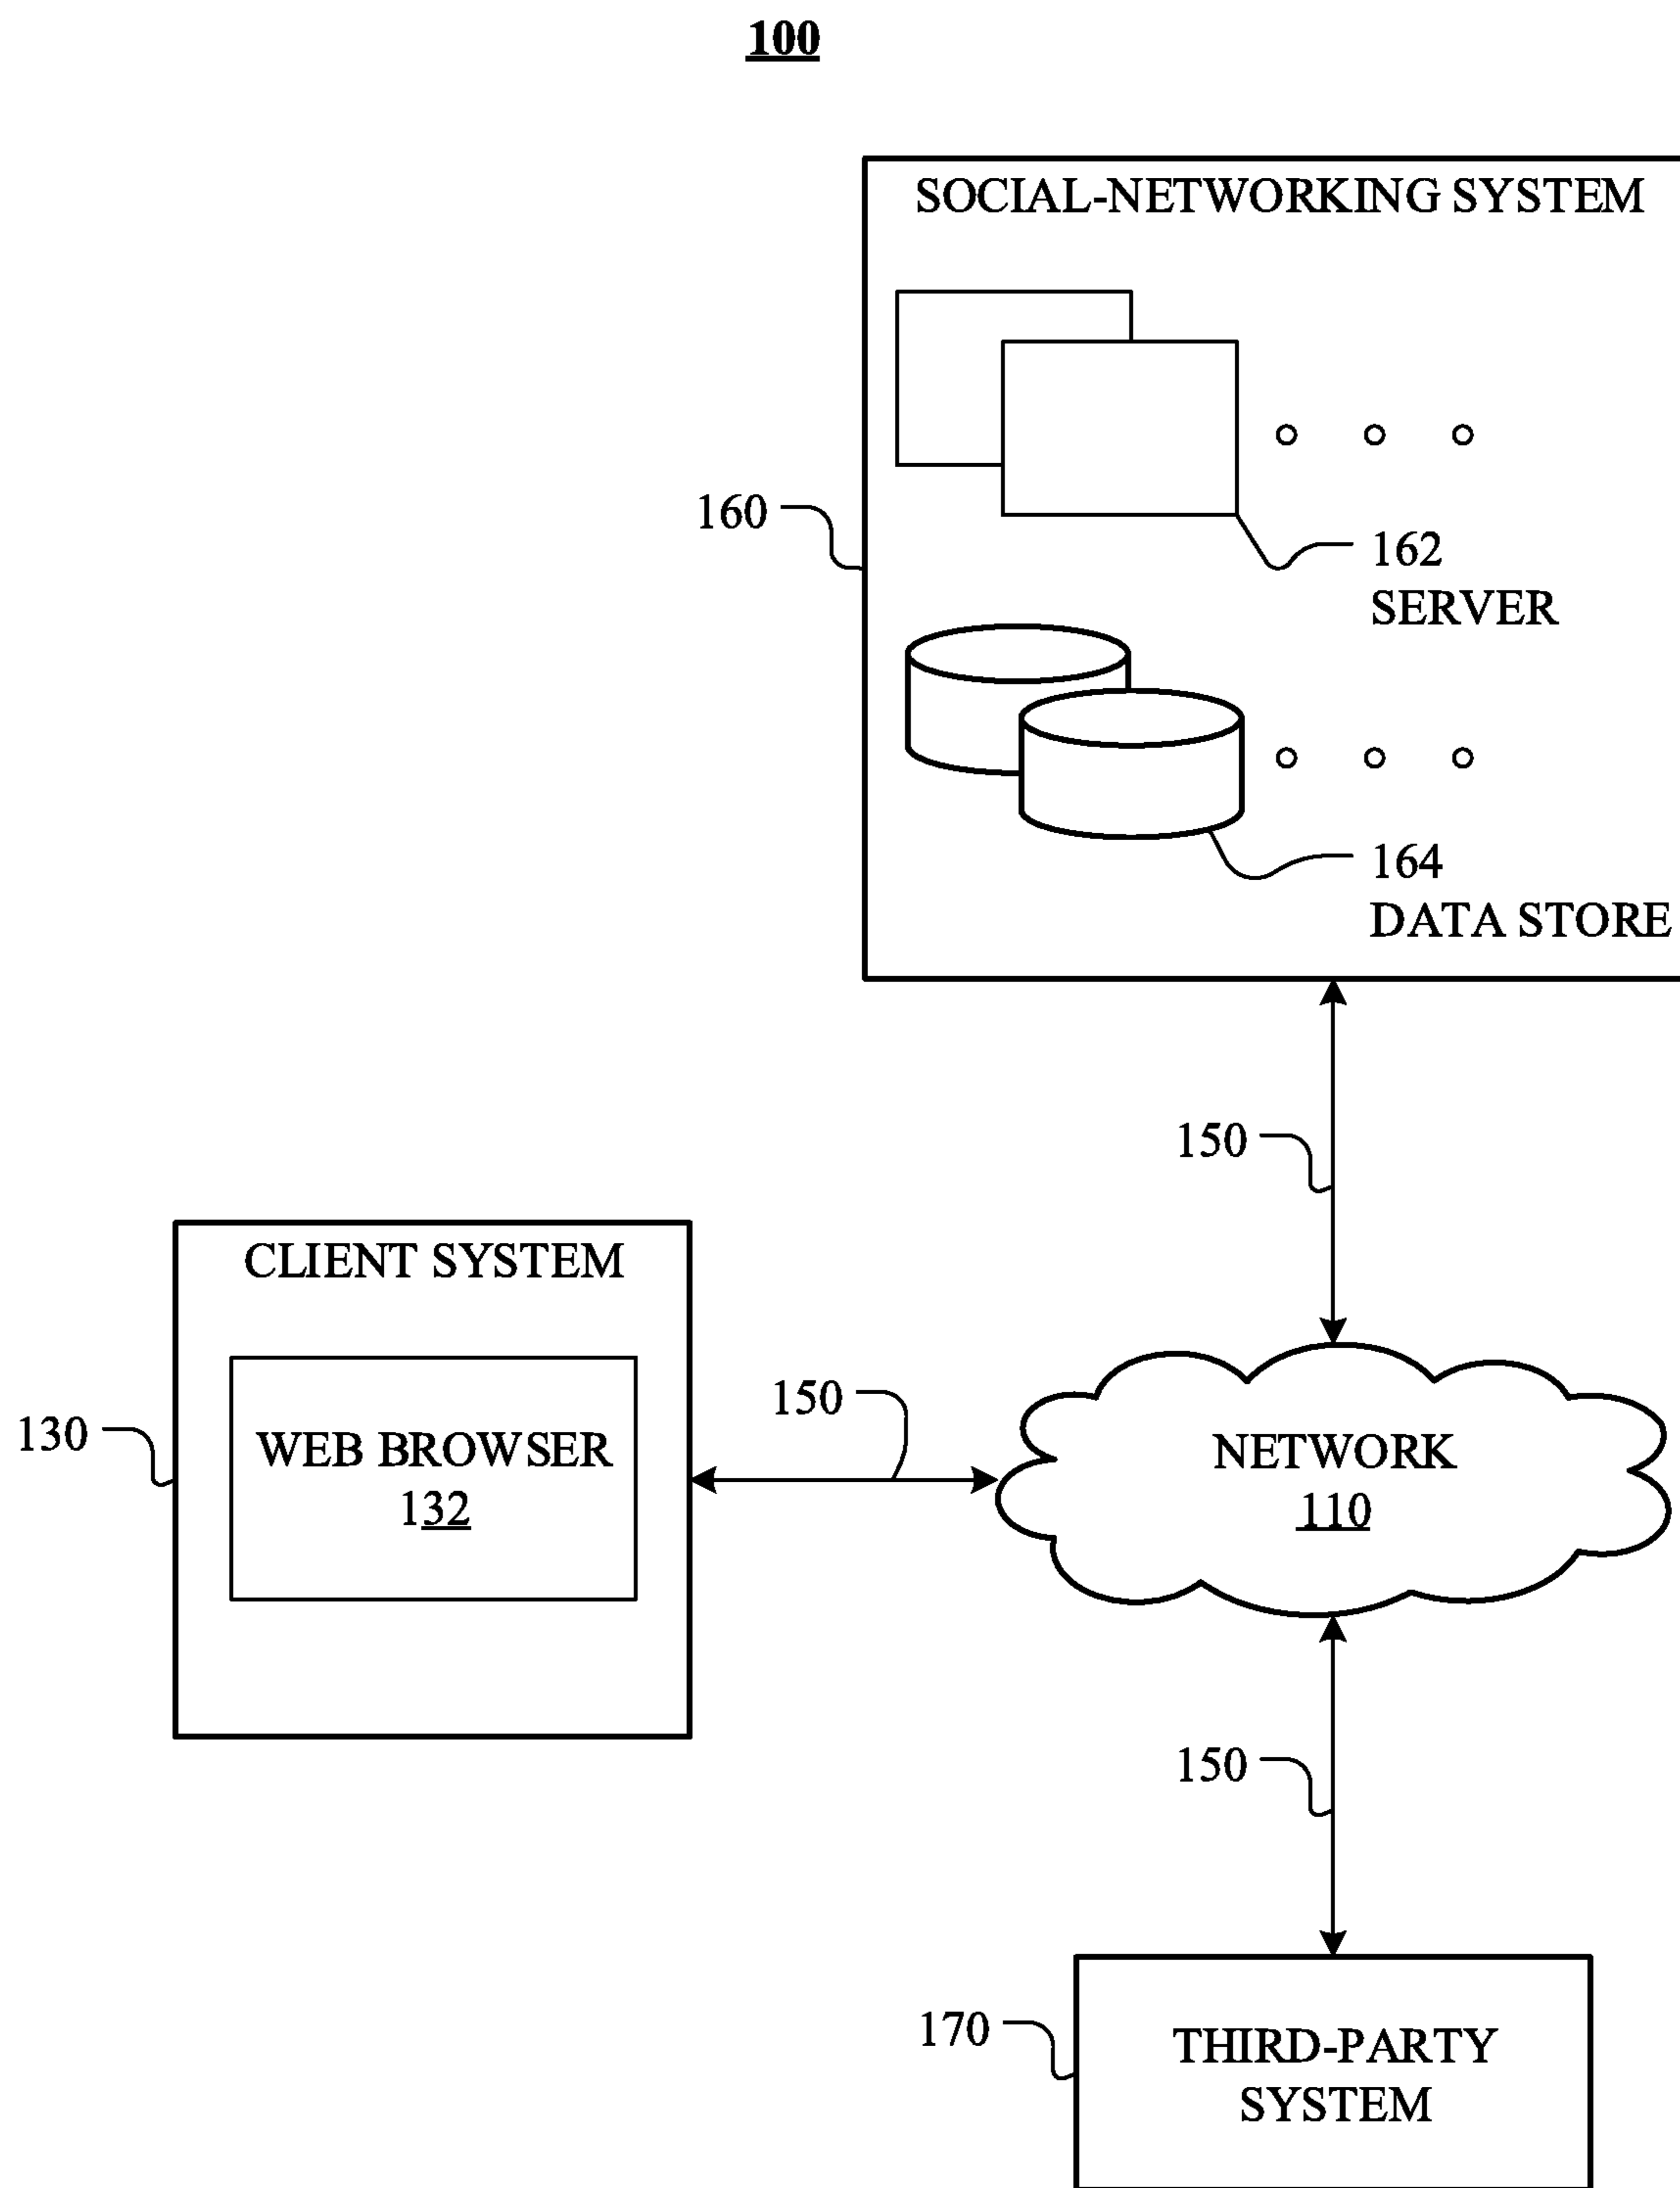 100
SOCIAL-NETWORKING SYSTEM
160
162
SERVER
164
DATA STORE
150
CLIENT SYSTEM
130
WEB BROWSER
132
150
NETWORK
110
150
170
THIRD-PARTY
SYSTEM